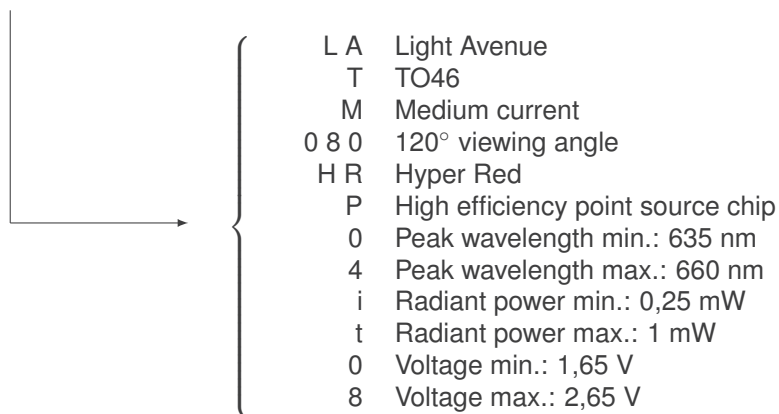 L A Light Avenue
T TO46
M Medium current
0 8 0 120° viewing angle
H R Hyper Red
P High efficiency point source chip
0 Peak wavelength min.: 635 nm
4 Peak wavelength max.: 660 nm
i Radiant power min.: 0,25 mW
t Radiant power max.: 1 mW
0 Voltage min.: 1,65 V
8 Voltage max.: 2,65 V